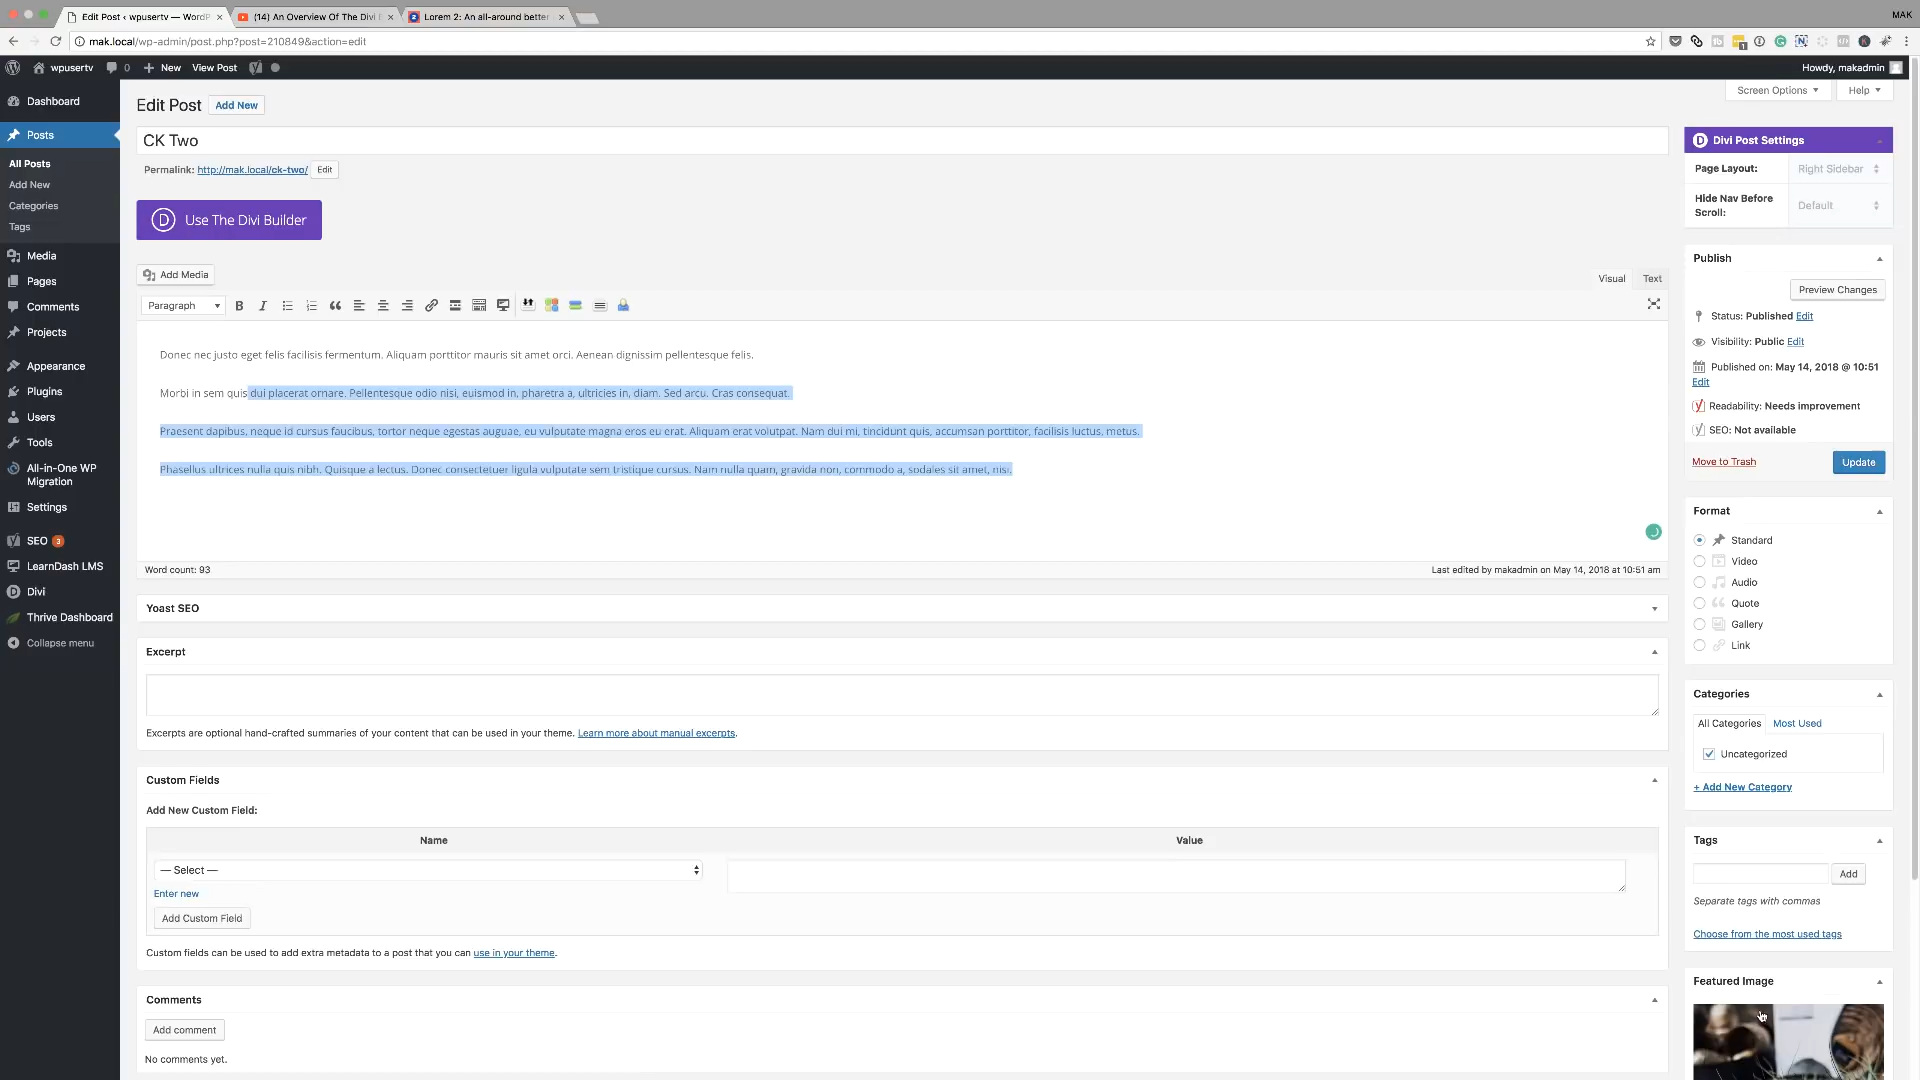 Edit Post ‹ wpusertv — WordP
(14) An Overview Of The Divi E
Lorem 2: An all-around better
MAK
mak.local/wp-admin/post.php?post=210849&action=edit
wpusertv
0
New
View Post
Howdy, makadmin
Screen Options
Help
Dashboard
Posts
All Posts
Add New
Categories
Tags
Media
Pages
Comments
Projects
Appearance
Plugins
Users
Tools
All-in-One WP
Migration
Settings
SEO 3
LearnDash LMS
Divi
Thrive Dashboard
Collapse menu
Edit Post
Add New
CK Two
Permalink: http://mak.local/ck-two/
Edit
D Use The Divi Builder
Add Media
Visual
Text
Paragraph
B
I
Donec nec justo eget felis facilisis fermentum. Aliquam porttitor mauris sit amet orci. Aenean dignissim pellentesque felis.
Morbi in sem quis dui placerat ornare. Pellentesque odio nisi, euismod in, pharetra a, ultricies in, diam. Sed arcu. Cras consequat.
Praesent dapibus, neque id cursus faucibus, tortor neque egestas auguae, eu vulputate magna eros eu erat. Aliquam erat volutpat. Nam dui mi, tincidunt quis, accumsan porttitor, facilisis luctus, metus.
Phasellus ultrices nulla quis nibh. Quisque a lectus. Donec consectetuer ligula vulputate sem tristique cursus. Nam nulla quam, gravida non, commodo a, sodales sit amet, nisi.
Word count: 93
Last edited by makadmin on May 14, 2018 at 10:51 am
Yoast SEO
Excerpt
Excerpts are optional hand-crafted summaries of your content that can be used in your theme. Learn more about manual excerpts.
Custom Fields
Add New Custom Field:
Name
Value
— Select —
Enter new
Add Custom Field
Custom fields can be used to add extra metadata to a post that you can use in your theme.
Comments
Add comment
No comments yet.
D Divi Post Settings
Page Layout:
Right Sidebar
Hide Nav Before
Scroll:
Default
Publish
Preview Changes
Status: Published Edit
Visibility: Public Edit
Published on: May 14, 2018 @ 10:51
Edit
Readability: Needs improvement
SEO: Not available
Move to Trash
Update
Format
Standard
Video
Audio
Quote
Gallery
Link
Categories
All Categories
Most Used
Uncategorized
+ Add New Category
Tags
Add
Separate tags with commas
Choose from the most used tags
Featured Image